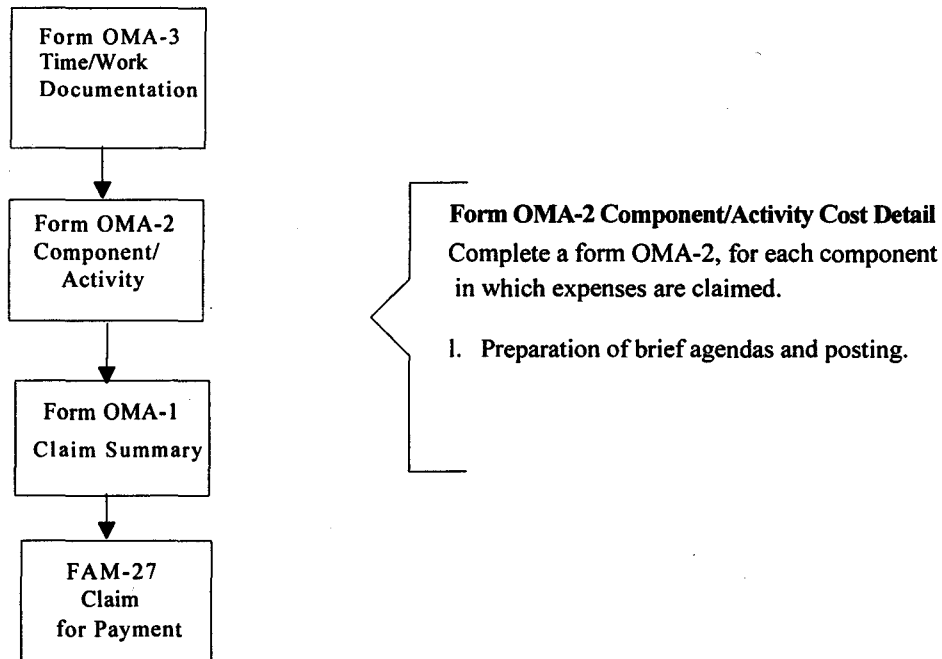 Form OMA-3
Time/Work
Documentation
Form OMA-2
Component/
Activity
Form OMA-1
Claim Summary
FAM-27
Claim
for Payment
Form OMA-2 Component/Activity Cost Detail
Complete a form OMA-2, for each component
in which expenses are claimed.
1. Preparation of brief agendas and posting.